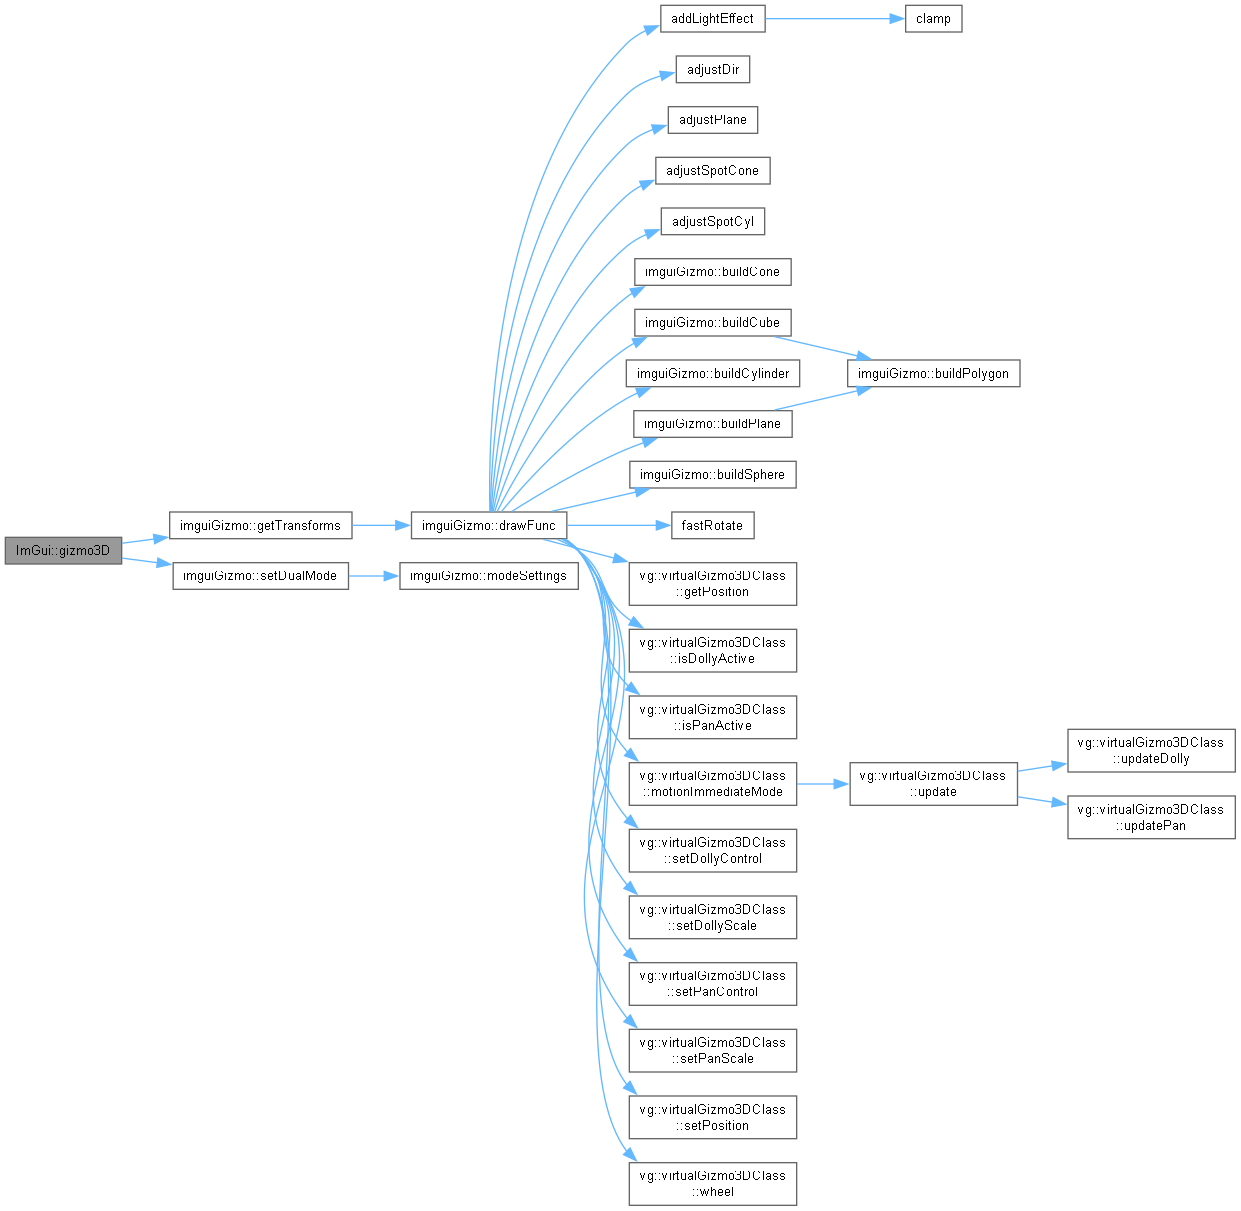 addLightEffect
clamp
adjustDir
adjustPlane
adjustSpotCone
adjustSpotCyl
imguiGizmo::buildCone
imguiGizmo::buildCube
imguiGizmo::buildCylinder
imguiGizmo::buildPolygon
imguiGizmo::buildPlane
imguiGizmo::buildSphere
imguiGizmo::getTransforms
imguiGizmo::drawFunc
fastRotate
ImGui::gizmo3D
imguiGizmo::setDualMode
imguiGizmo::modeSettings
vg::virtualGizmo3DClass
::getPosition
vg::virtualGizmo3DClass
::isDollyActive
vg::virtualGizmo3DClass
::isPanActive
vg::virtualGizmo3DClass
::motionImmediateMode
vg::virtualGizmo3DClass
::update
vg::virtualGizmo3DClass
::updateDolly
vg::virtualGizmo3DClass
::updatePan
vg::virtualGizmo3DClass
::setDollyControl
vg::virtualGizmo3DClass
::setDollyScale
vg::virtualGizmo3DClass
::setPanControl
vg::virtualGizmo3DClass
::setPanScale
vg::virtualGizmo3DClass
::setPosition
vg::virtualGizmo3DClass
::wheel